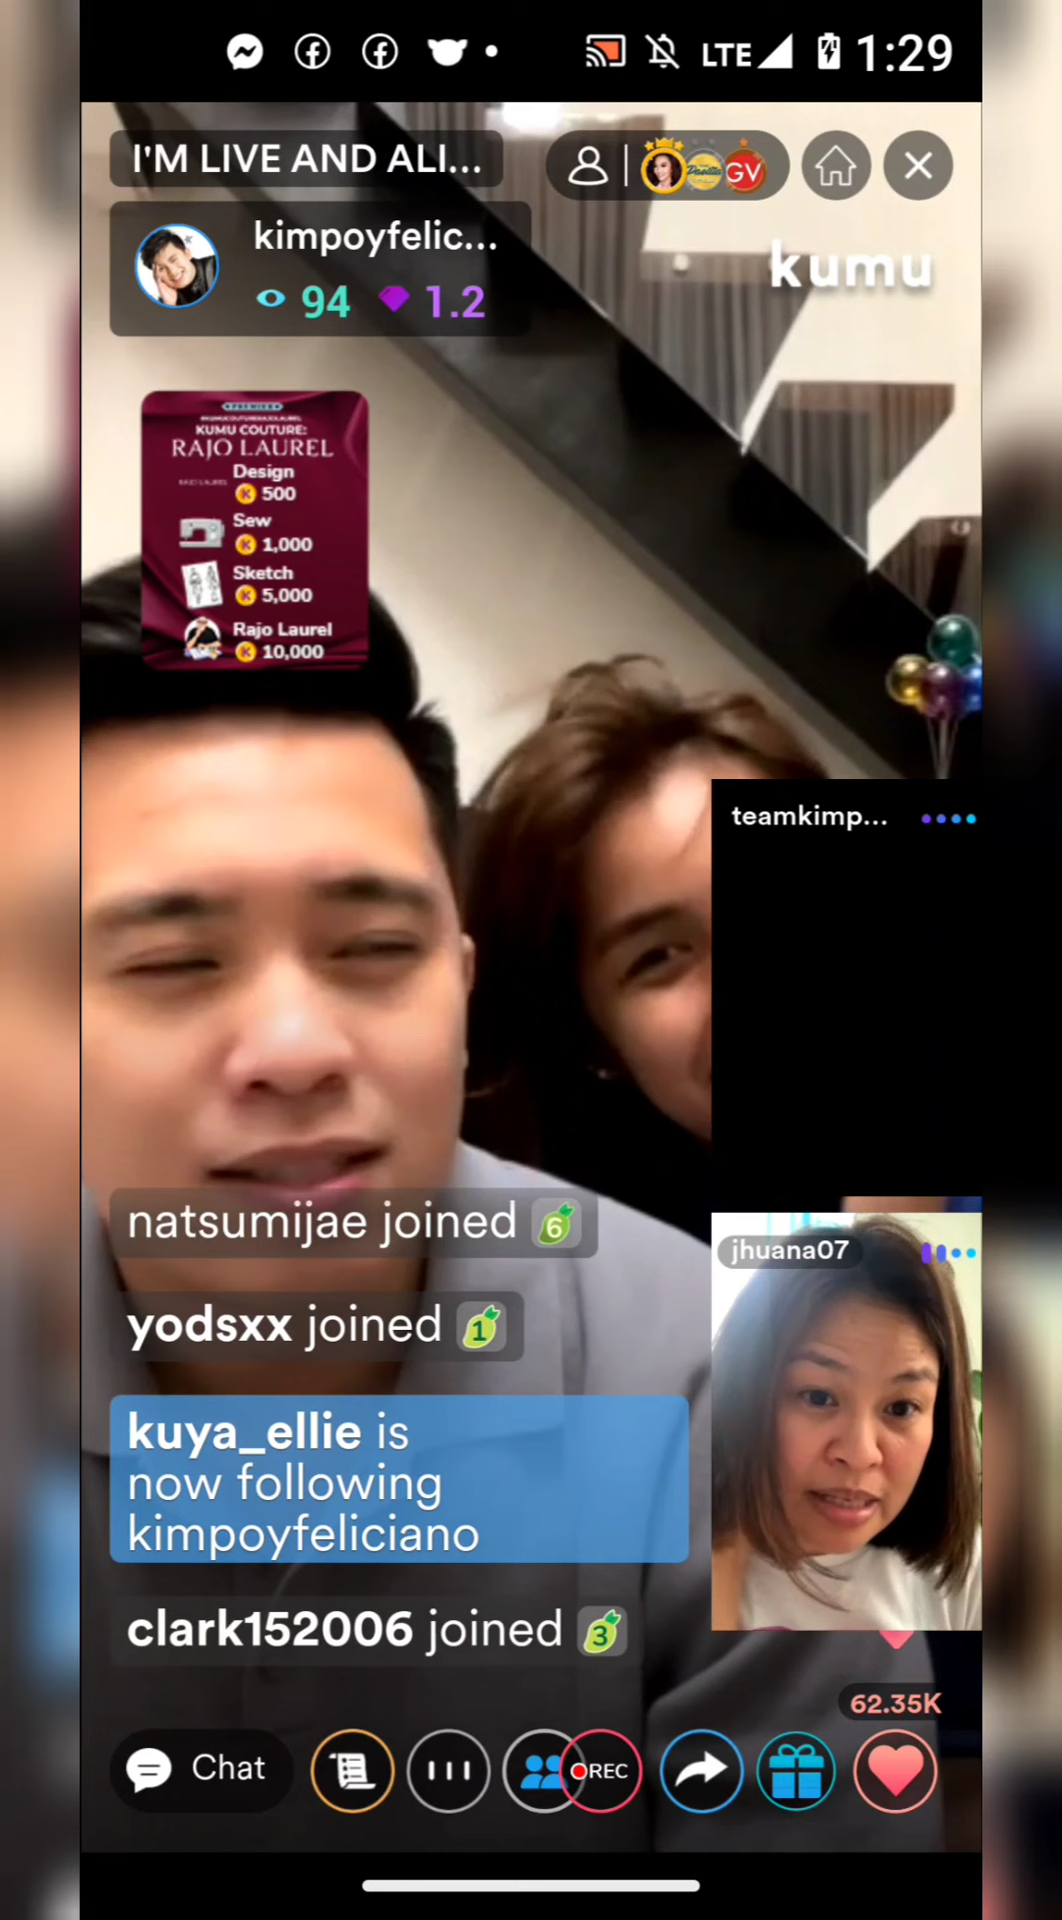 LTE 1:29
I'M LIVE AND ALI...
GV
kimpoyfelic...
94 1.2
kumu
KUMU COUTURE:
RAJO LAUREL
Design
500
Sew
1,000
Sketch
5,000
Rajo Laurel
10,000
teamkimp...
natsumijae joined 6
jhuana07
yodsxx joined 1
kuya_ellie is
now following
kimpoyfeliciano
clark152006 joined 3
62.35K
Chat
REC